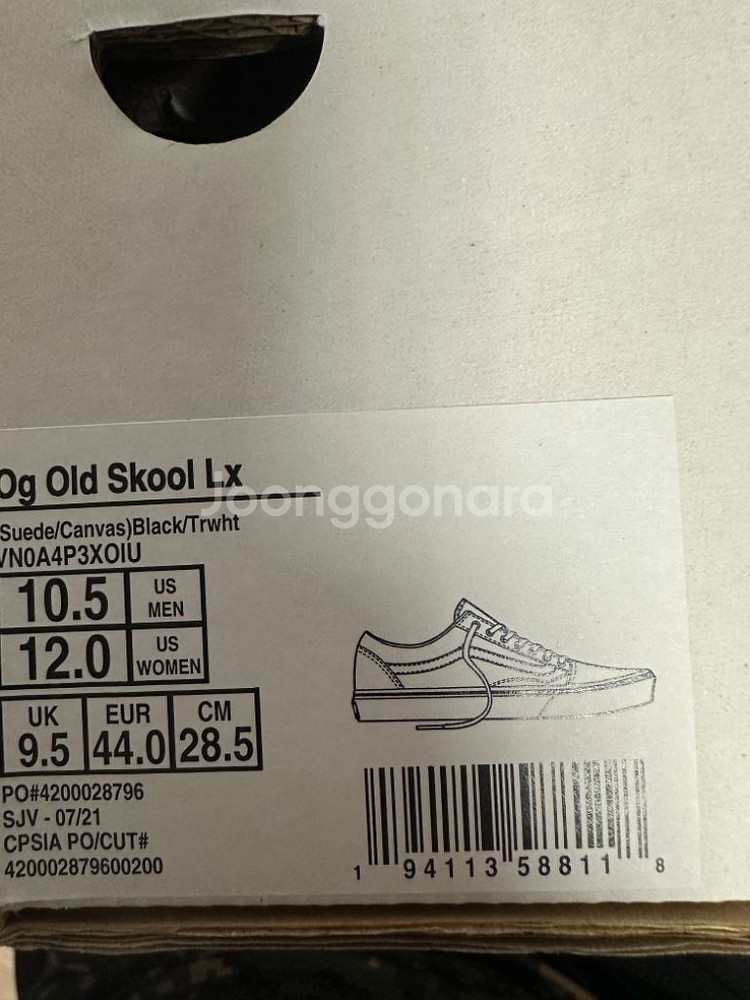 Og Old Skool Lx
Joonggonara
(Suede/Canvas)Black/Trwht
VN0A4P3XOIU
10.5 US MEN
12.0 US WOMEN
UK EUR CM
9.5 44.0 28.5
PO#4200028796
SJV - 07/21
CPSIA PO/CUT#
420002879600200
1 94113 58811 8